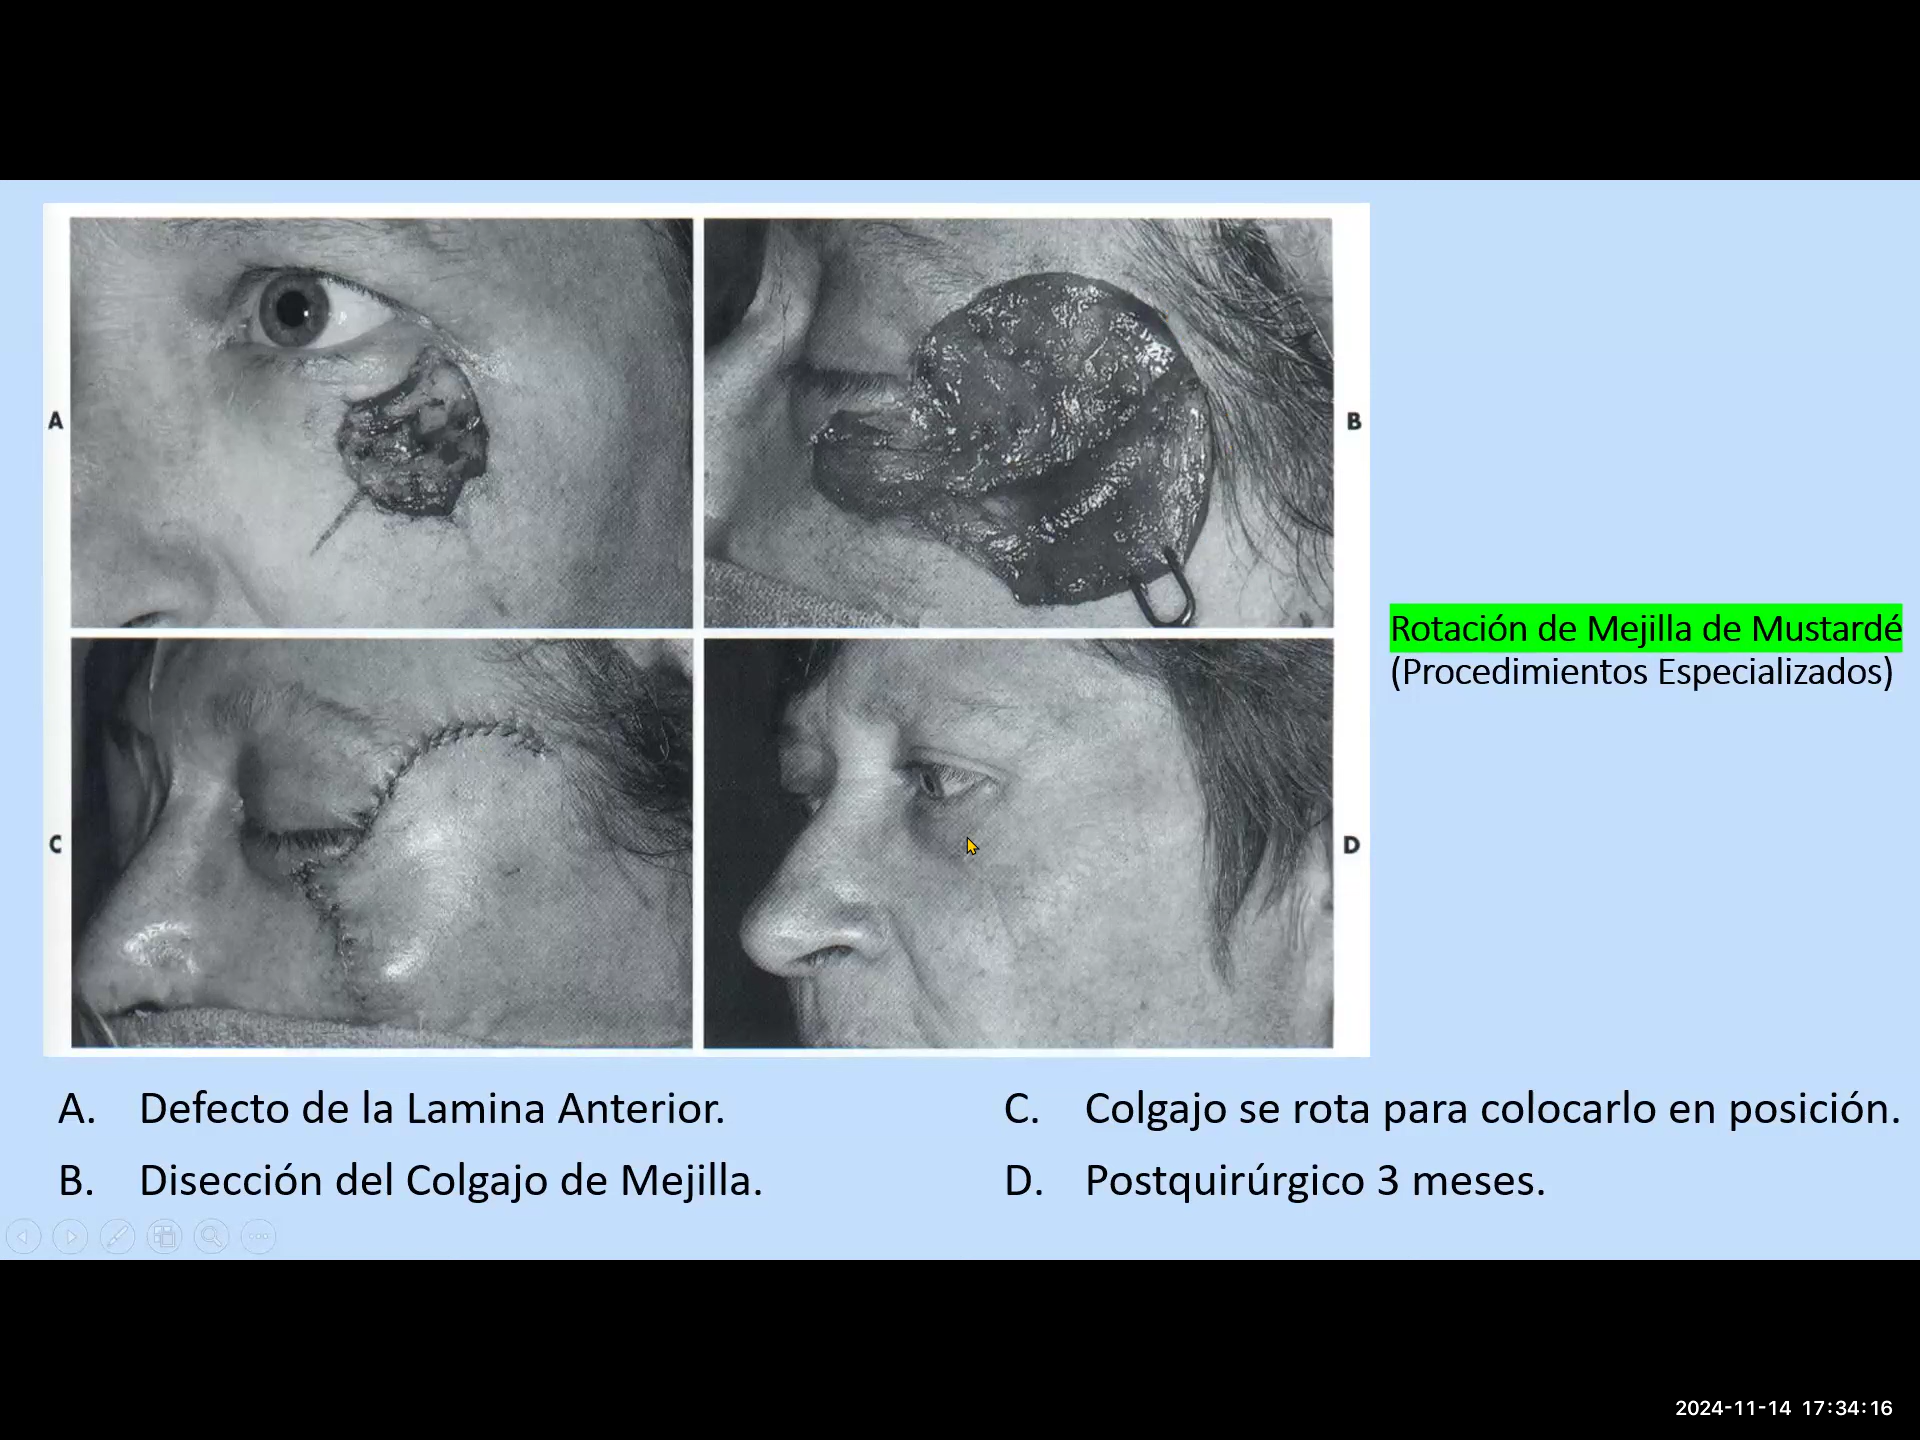 A
B
C
D
Rotación de Mejilla de Mustardé
(Procedimientos Especializados)
A. Defecto de la Lamina Anterior.
B. Disección del Colgajo de Mejilla.
C. Colgajo se rota para colocarlo en posición.
D. Postquirúrgico 3 meses.
2024-11-14 17:34:16